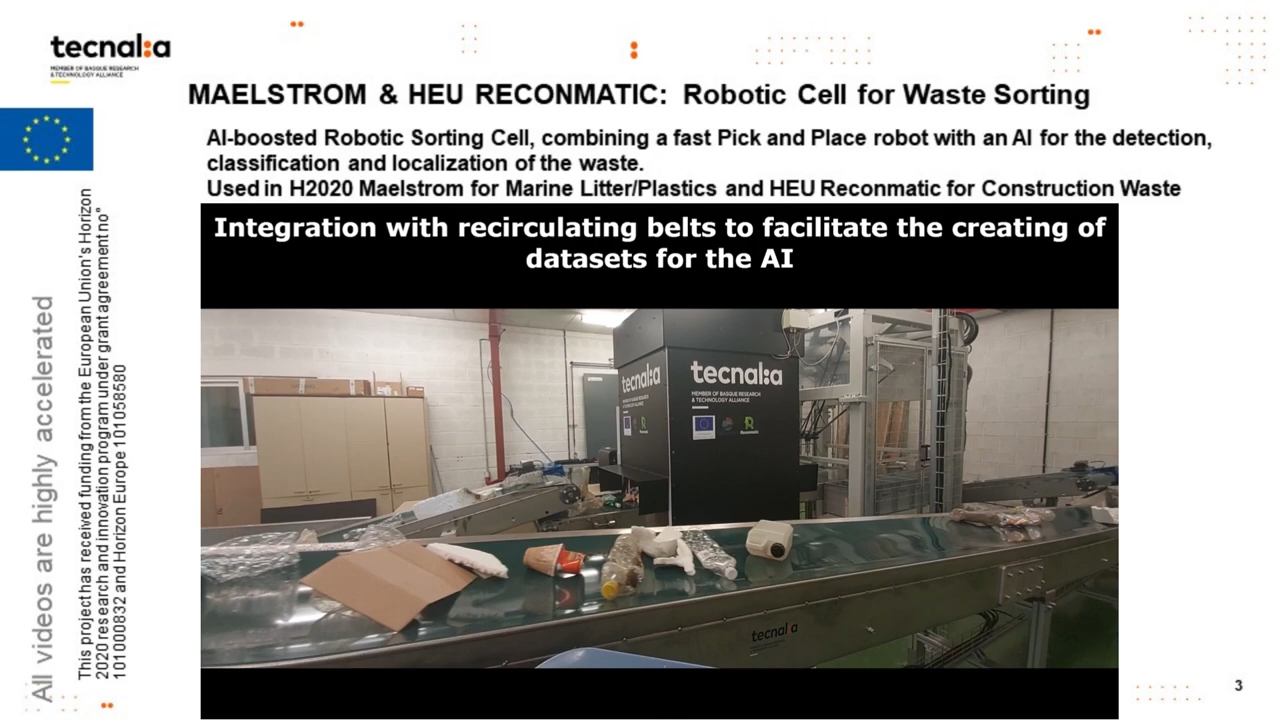 tecnal:a
MEMBER OF BASQUE RESEARCH
& TECHNOLOGY ALLIANCE
MAELSTROM & HEU RECONMATIC: Robotic Cell for Waste Sorting
AI-boosted Robotic Sorting Cell, combining a fast Pick and Place robot with an AI for the detection,
classification and localization of the waste.
Used in H2020 Maelstrom for Marine Litter/Plastics and HEU Reconmatic for Construction Waste
All videos are highly accelerated
This project has received funding from the European Union's Horizon
2020 research and innovation program under grant agreement no"
101000832 and Horizon Europe 101058580
Integration with recirculating belts to facilitate the creating of
datasets for the AI
tecnal:a
tecnal:a
MEMBER OF BASQUE RESEARCH
& TECHNOLOGY ALLIANCE
Reconmatic
tecnal a
3